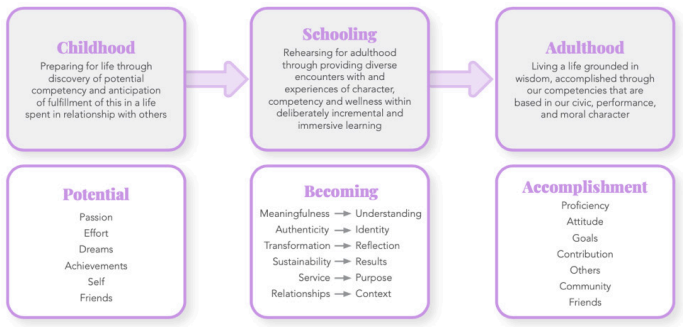 Childhood
Preparing for life through
discovery of potential
competency and anticipation
of fulfillment of this in a life
spent in relationship with others
Schooling
Rehearsing for adulthood
through providing diverse
encounters with and
experiences of character,
competency and wellness within
deliberately incremental and
immersive learning
Adulthood
Living a life grounded in
wisdom, accomplished through
our competencies that are
based in our civic, performance,
and moral character
Potential
Passion
Effort
Dreams
Achievements
Self
Friends
Becoming
Meaningfulness → Understanding
Authenticity → Identity
Transformation → Reflection
Sustainability → Results
Service → Purpose
Relationships → Context
Accomplishment
Proficiency
Attitude
Goals
Contribution
Others
Community
Friends